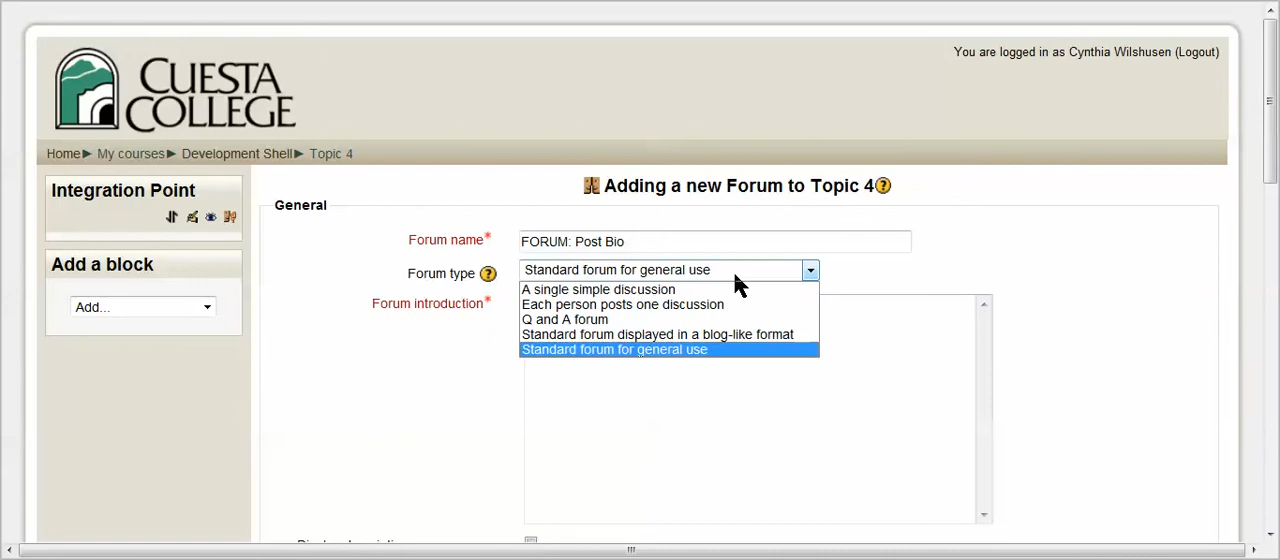 You are logged in as Cynthia Wilshusen (Logout)
CUESTA
COLLEGE
Home► My courses► Development Shell► Topic 4
Integration Point
Adding a new Forum to Topic 4
General
Forum name*
FORUM: Post Bio
Add a block
Forum type
Standard forum for general use
A single simple discussion
Forum introduction*
Each person posts one discussion
Add...
Q and A forum
Standard forum displayed in a blog-like format
Standard forum for general use